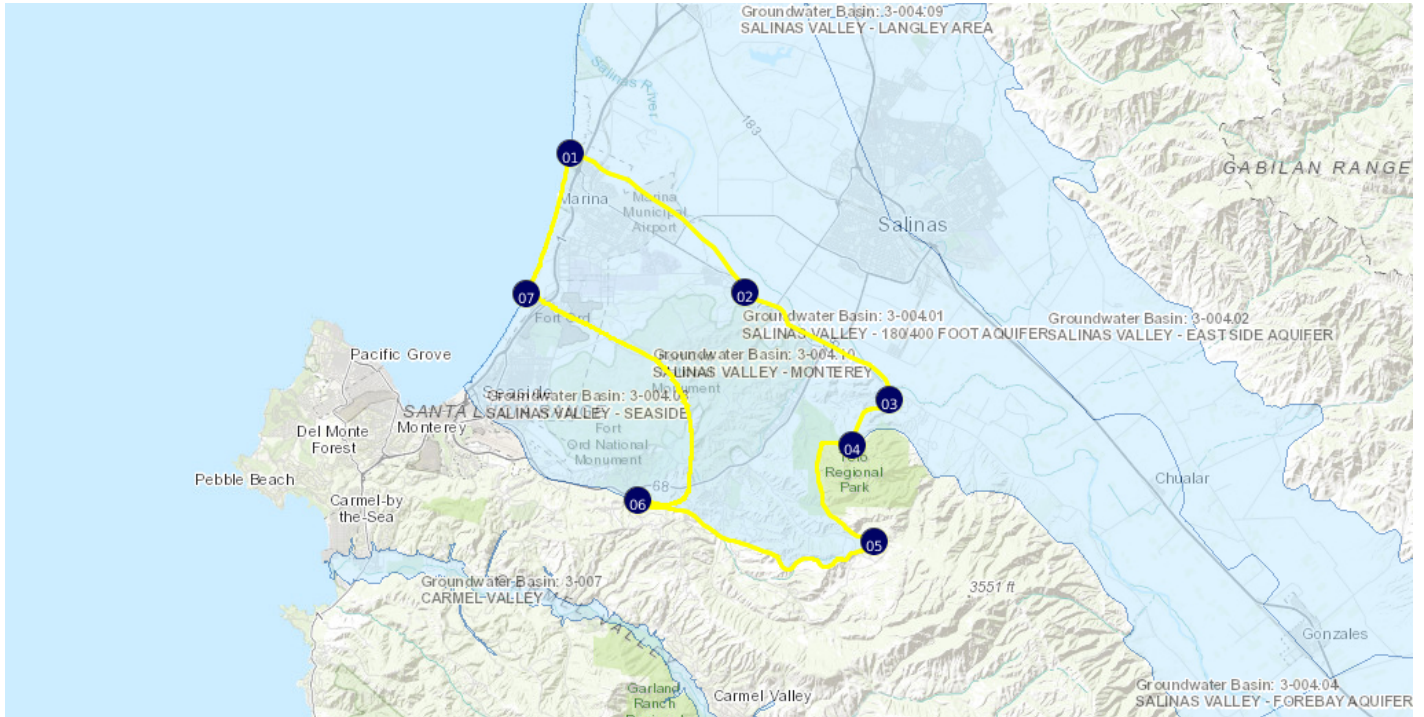 Groundwater Basin: 3-004.09
SALINAS VALLEY - LANGLEY AREA
Salinas
River
183
01
GABILAN RANGE
Marina
Marina
Municipal
Airport
Salinas
1
07
02
Fort Ord
Groundwater Basin: 3-004.01
SALINAS VALLEY - 180/400 FOOT AQUIFER
Groundwater Basin: 3-004.02
SALINAS VALLEY - EAST SIDE AQUIFER
Pacific Grove
Groundwater Basin: 3-004.10
SALINAS VALLEY - MONTEREY
Monument
Seaside
Groundwater Basin: 3-004.08
SALINAS VALLEY - SEASIDE
03
SANTA
Monterey
Del Monte
Forest
Fort
Ord National
Monument
04
Toro
Regional
Park
Pebble Beach
Chualar
68
Carmel-by
the-Sea
06
05
Groundwater Basin: 3-007
CARMEL VALLEY
3551 ft
VALLE
Gonzales
Garland
Ranch
Carmel Valley
Groundwater Basin: 3-004.04
SALINAS VALLEY - FOREBAY AQUIFER